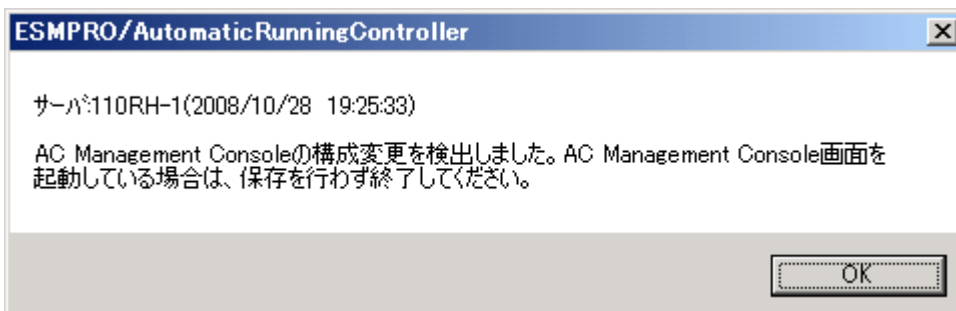 ESMPRO/AutomaticRunningController
サーバ:110RH-1(2008/10/28 19:25:33)
AC Management Consoleの構成変更を検出しました。AC Management Console画面を
起動している場合は、保存を行わず終了してください。
OK